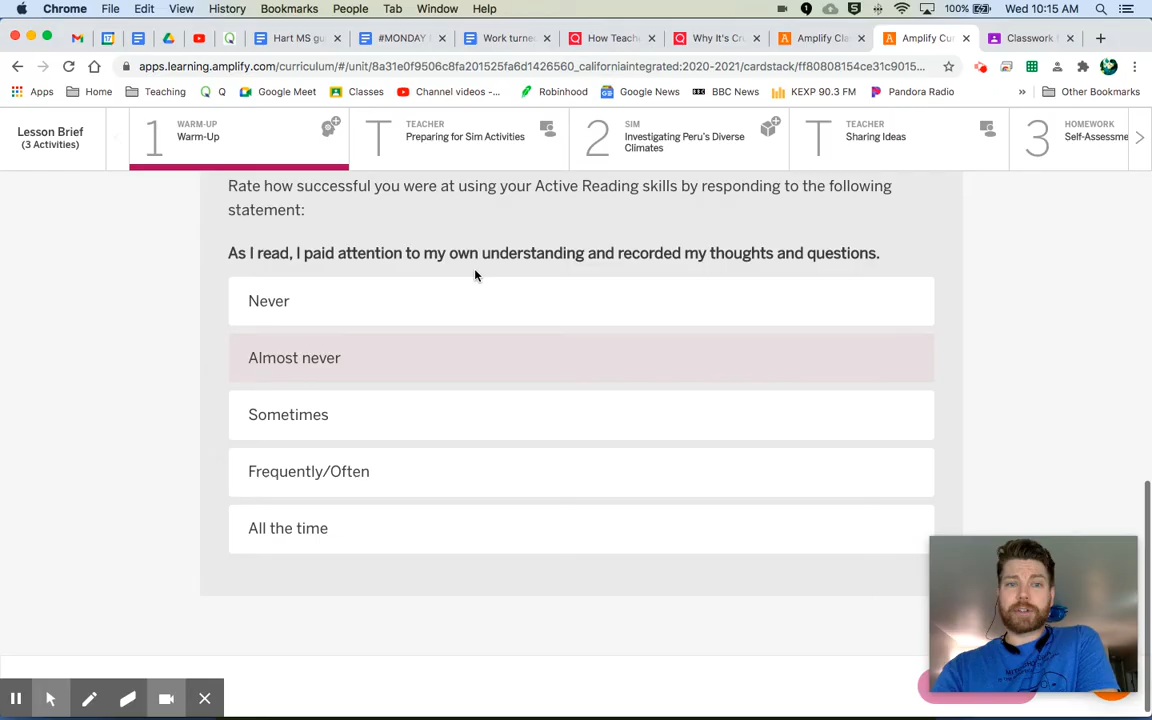 Chrome File Edit View History Bookmarks People Tab Window Help 1 S 100% Wed 10:15 AM
Hart MS gu #MONDAY Work turned How Teach Why It's Cru Amplify Cla Amplify Cur Classwork
apps.learning.amplify.com/curriculum/#/unit/8a31e0f9506c8fa201525fa6d1426560_californiaintegrated:2020-2021/cardstack/ff80808154ce31c9015...
Apps Home Teaching Q Google Meet Classes Channel videos -... Robinhood Google News BBC News KEXP 90.3 FM Pandora Radio » Other Bookmarks
Lesson Brief
(3 Activities)
1
WARM-UP
Warm-Up
T
TEACHER
Preparing for Sim Activities
2
SIM
Investigating Peru's Diverse
Climates
T
TEACHER
Sharing Ideas
3
HOMEWORK
Self-Assessme
Rate how successful you were at using your Active Reading skills by responding to the following
statement:
As I read, I paid attention to my own understanding and recorded my thoughts and questions.
Never
Almost never
Sometimes
Frequently/Often
All the time